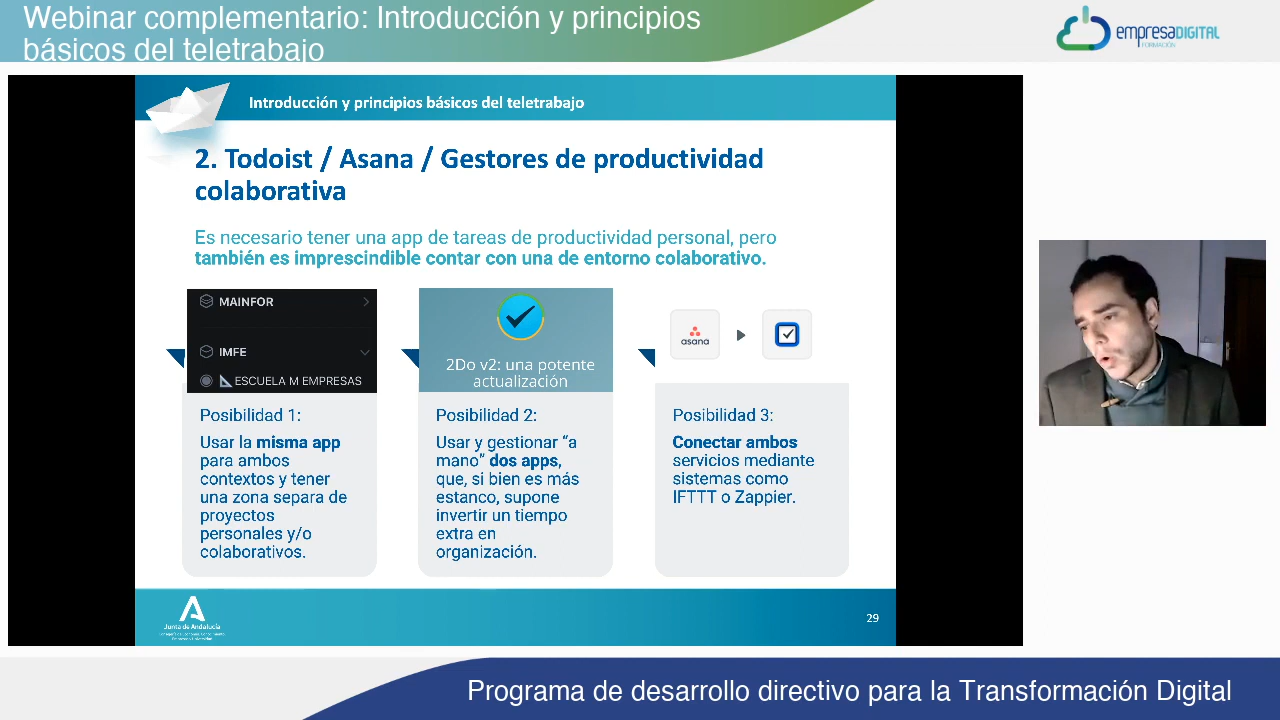 Webinar complementario: Introducción y principios
básicos del teletrabajo
empresaDIGITAL
FORMACIÓN
Introducción y principios básicos del teletrabajo
2. Todoist / Asana / Gestores de productividad
colaborativa
Es necesario tener una app de tareas de productividad personal, pero
también es imprescindible contar con una de entorno colaborativo.
MAINFOR
IMFE
ESCUELA M EMPRESAS
Posibilidad 1:
Usar la misma app
para ambos
contextos y tener
una zona separa de
proyectos
personales y/o
colaborativos.
2Do v2: una potente
actualización
Posibilidad 2:
Usar y gestionar “a
mano” dos apps,
que, si bien es más
estanco, supone
invertir un tiempo
extra en
organización.
asana
Posibilidad 3:
Conectar ambos
servicios mediante
sistemas como
IFTTT o Zappier.
Junta de Andalucía
29
Programa de desarrollo directivo para la Transformación Digital